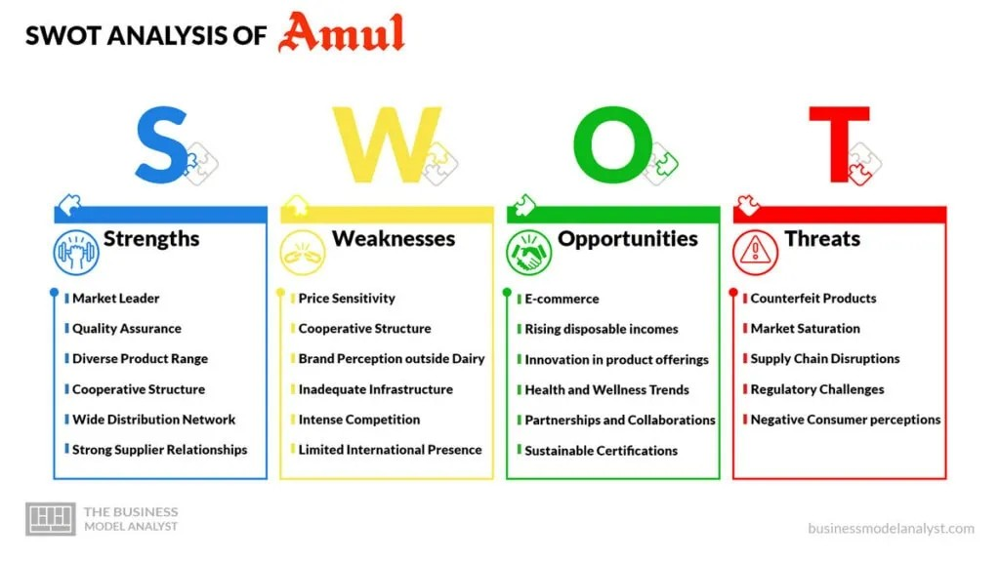 SWOT ANALYSIS OF Amul
S
W
O
T
Strengths
Market Leader
Quality Assurance
Diverse Product Range
Cooperative Structure
Wide Distribution Network
Strong Supplier Relationships
Weaknesses
Price Sensitivity
Cooperative Structure
Brand Perception outside Dairy
Inadequate Infrastructure
Intense Competition
Limited International Presence
Opportunities
E-commerce
Rising disposable incomes
Innovation in product offerings
Health and Wellness Trends
Partnerships and Collaborations
Sustainable Certifications
Threats
Counterfeit Products
Market Saturation
Supply Chain Disruptions
Regulatory Challenges
Negative Consumer perceptions
THE BUSINESS
MODEL ANALYST
businessmodelanalyst.com